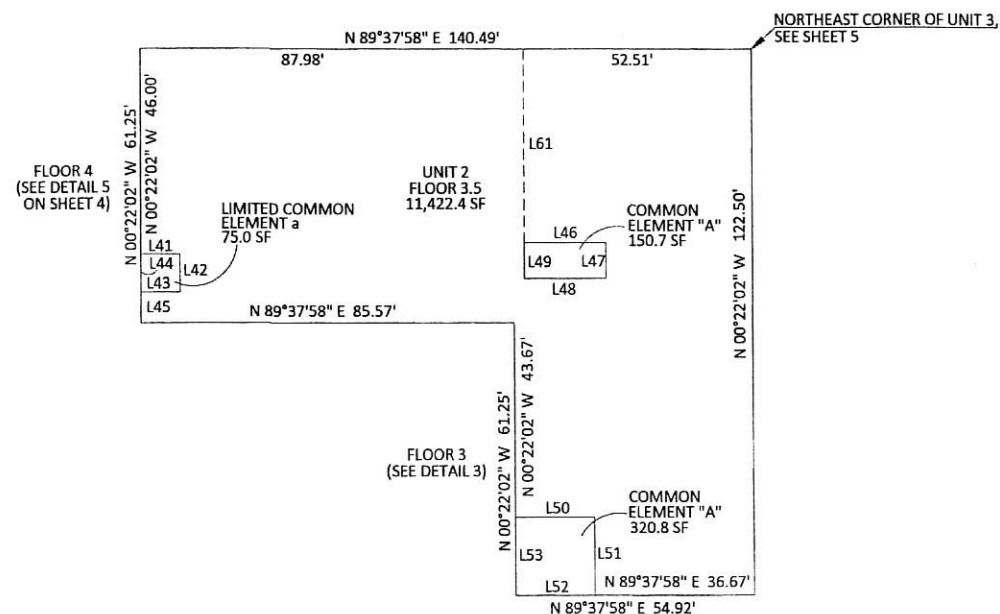 NORTHEAST CORNER OF UNIT 3,
SEE SHEET 5
N 89°37'58" E 140.49'
87.98'
52.51'
N 00°22'02" W 61.25'
N 00°22'02" W 46.00'
FLOOR 4
(SEE DETAIL 5
ON SHEET 4)
L61
UNIT 2
FLOOR 3.5
11,422.4 SF
LIMITED COMMON
ELEMENT a
75.0 SF
COMMON
ELEMENT "A"
150.7 SF
N 00°22'02" W 122.50'
L41
L44
L42
L43
L45
L46
L49
L47
L48
N 89°37'58" E 85.57'
N 00°22'02" W 61.25'
N 00°22'02" W 43.67'
FLOOR 3
(SEE DETAIL 3)
COMMON
ELEMENT "A"
320.8 SF
L50
L53
L51
L52
N 89°37'58" E 36.67'
N 89°37'58" E 54.92'